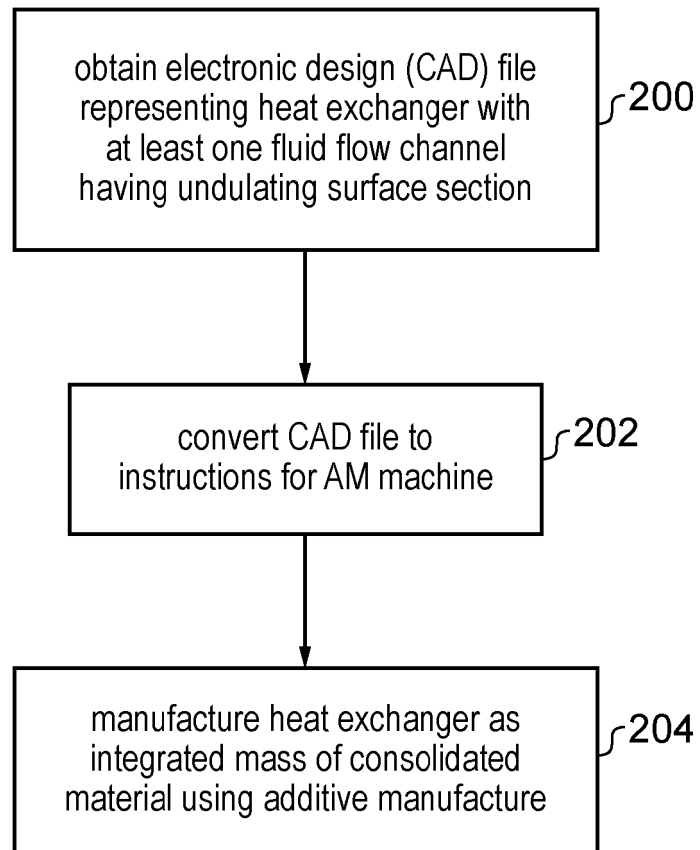 obtain electronic design (CAD) file
representing heat exchanger with
at least one fluid flow channel
having undulating surface section
200
convert CAD file to
instructions for AM machine
202
manufacture heat exchanger as
integrated mass of consolidated
material using additive manufacture
204